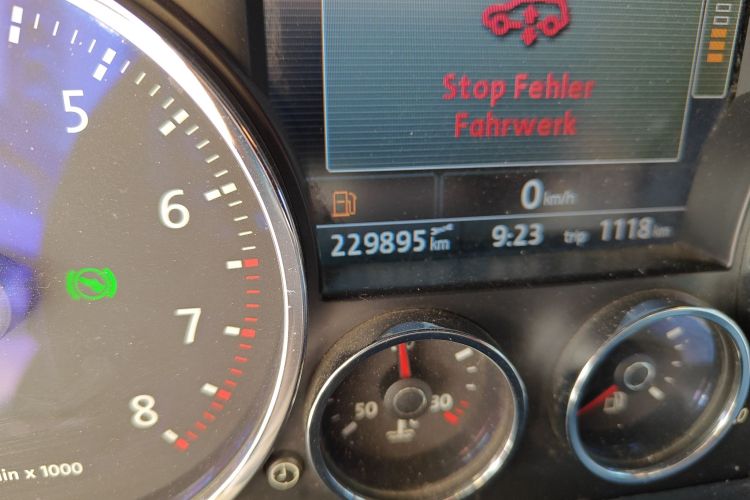 Stop Fehler
Fahrwerk
0 km/h
229895 km 9:23 trip 1118 km
5
6
7
8
50 30
x 1000